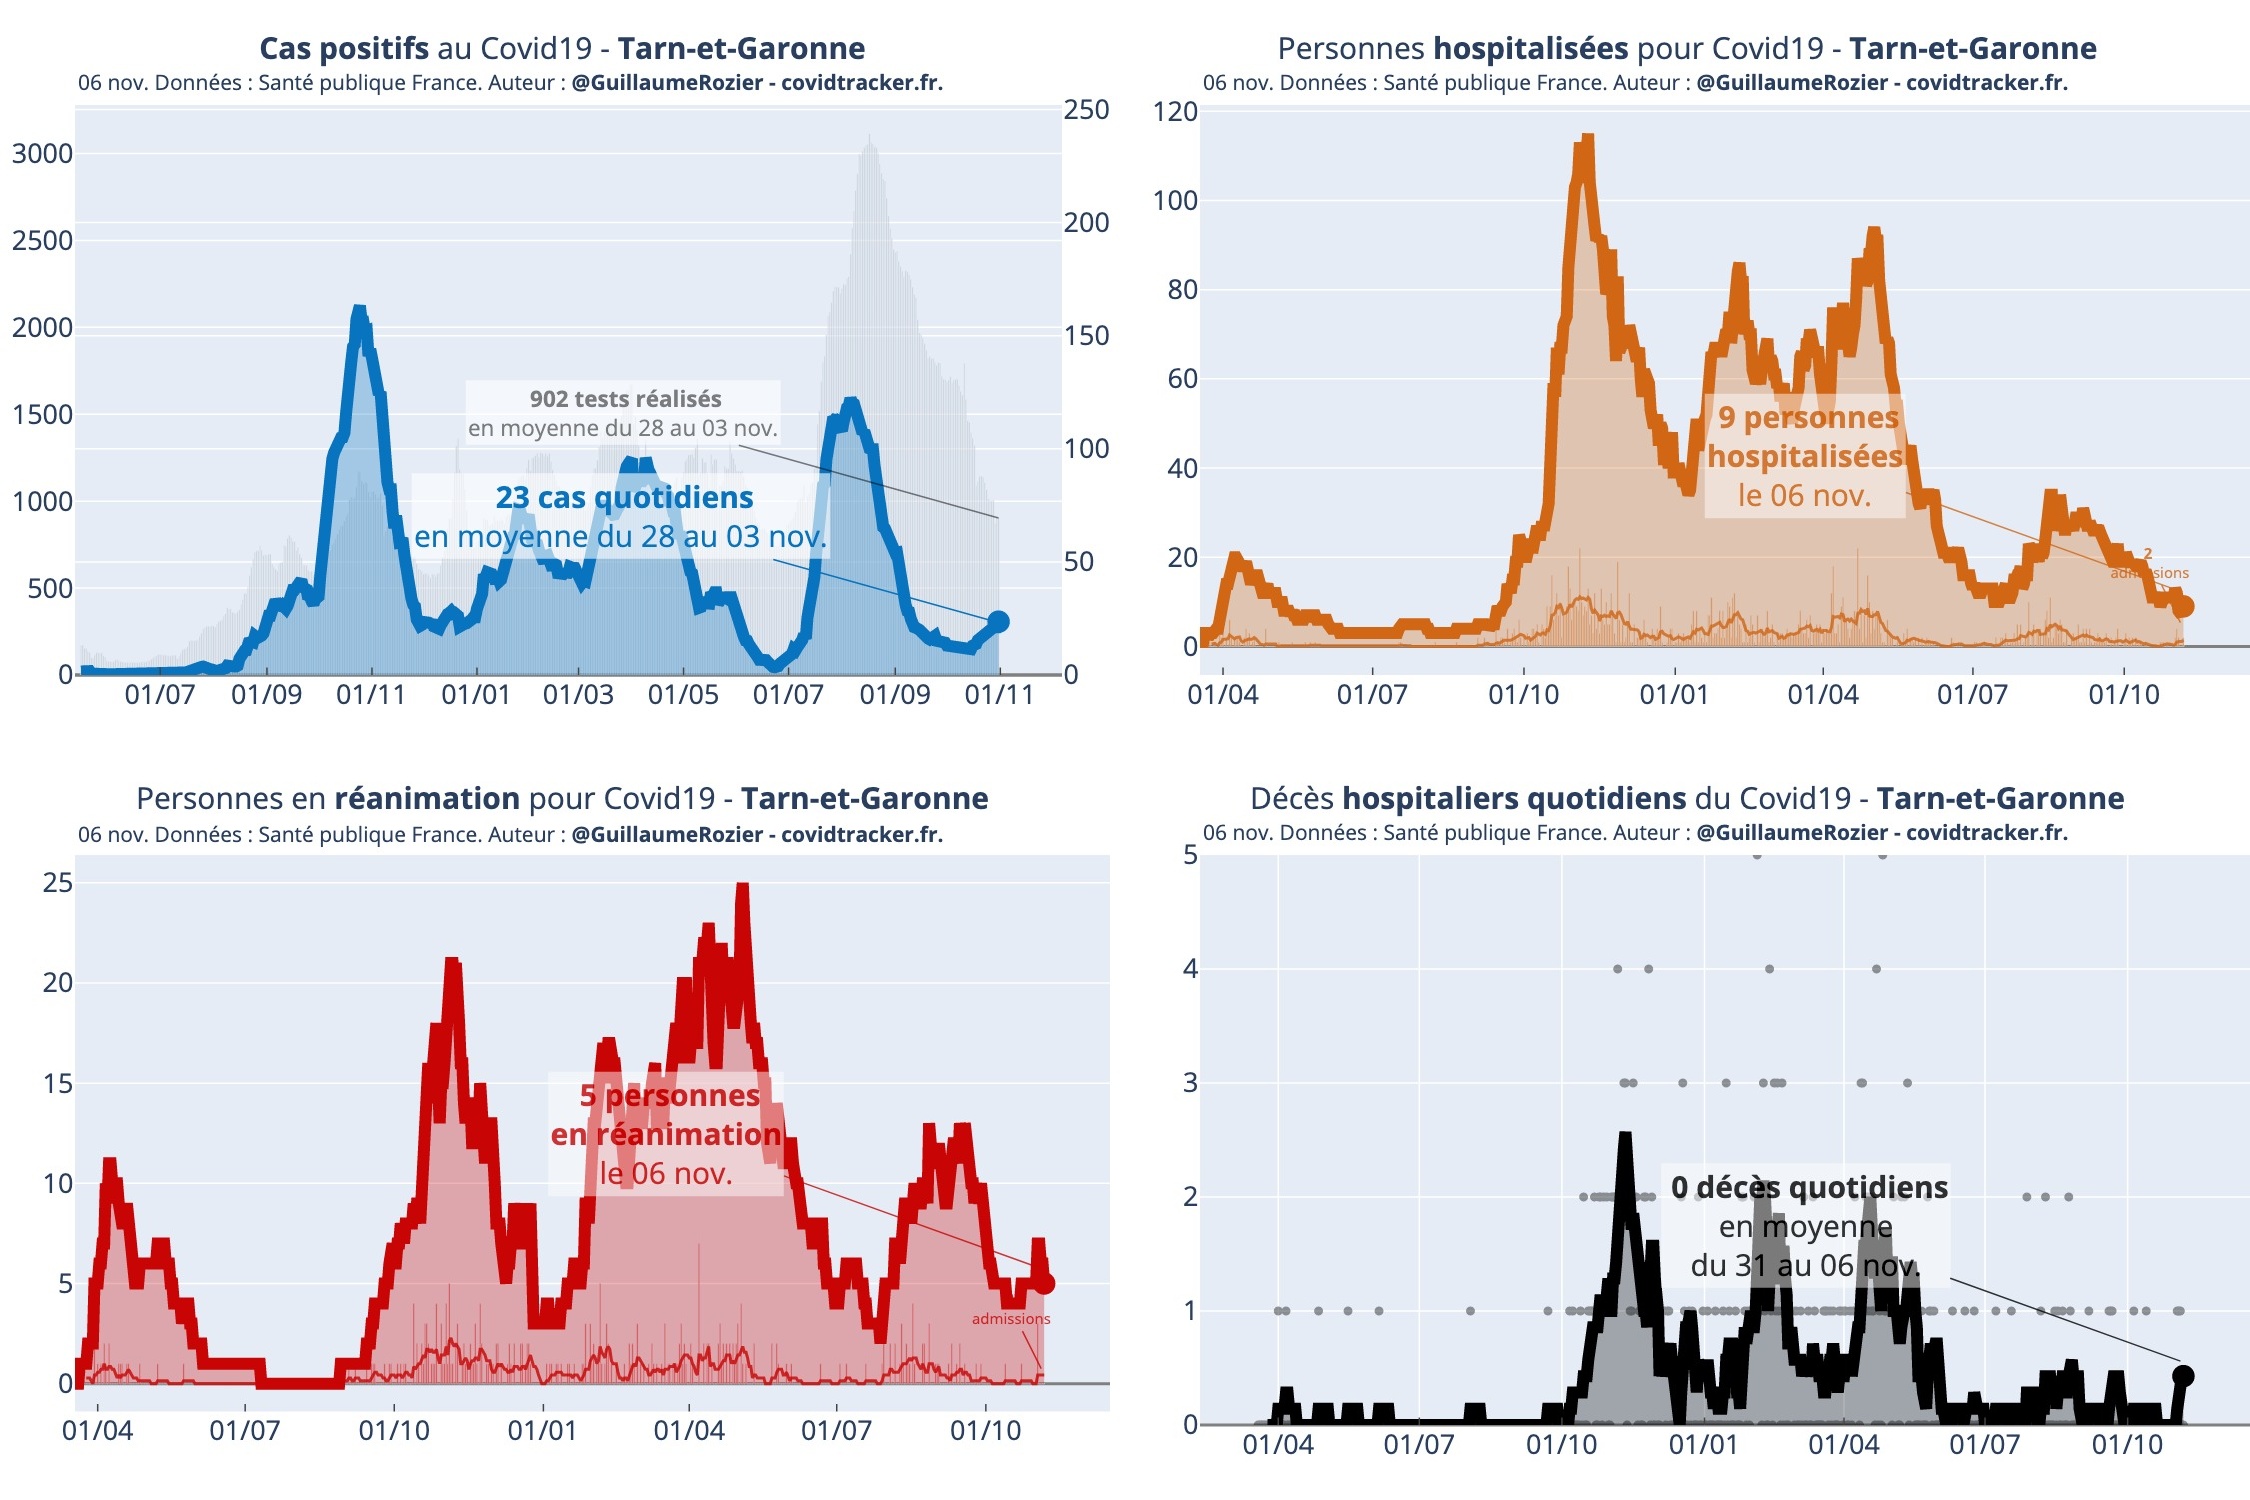 Cas positifs au Covid19 - Tarn-et-Garonne
06 nov. Données : Santé publique France. Auteur : @GuillaumeRozier - covidtracker.fr.
250
3000
200
2500
2000
150
902 tests réalisés
en moyenne du 28 au 03 nov.
1500
100
23 cas quotidiens
en moyenne du 28 au 03 nov.
1000
50
500
0
0
01/07 01/09 01/11 01/01 01/03 01/05 01/07 01/09 01/11
Personnes hospitalisées pour Covid19 - Tarn-et-Garonne
06 nov. Données : Santé publique France. Auteur : @GuillaumeRozier - covidtracker.fr.
120
100
80
60
9 personnes
hospitalisées
le 06 nov.
40
20
2
admissions
0
01/04 01/07 01/10 01/01 01/04 01/07 01/10
Personnes en réanimation pour Covid19 - Tarn-et-Garonne
06 nov. Données : Santé publique France. Auteur : @GuillaumeRozier - covidtracker.fr.
25
20
15
5 personnes
en réanimation
le 06 nov.
10
5
admissions
0
01/04 01/07 01/10 01/01 01/04 01/07 01/10
Décès hospitaliers quotidiens du Covid19 - Tarn-et-Garonne
06 nov. Données : Santé publique France. Auteur : @GuillaumeRozier - covidtracker.fr.
5
4
3
2
0 décès quotidiens
en moyenne
du 31 au 06 nov.
1
0
01/04 01/07 01/10 01/01 01/04 01/07 01/10